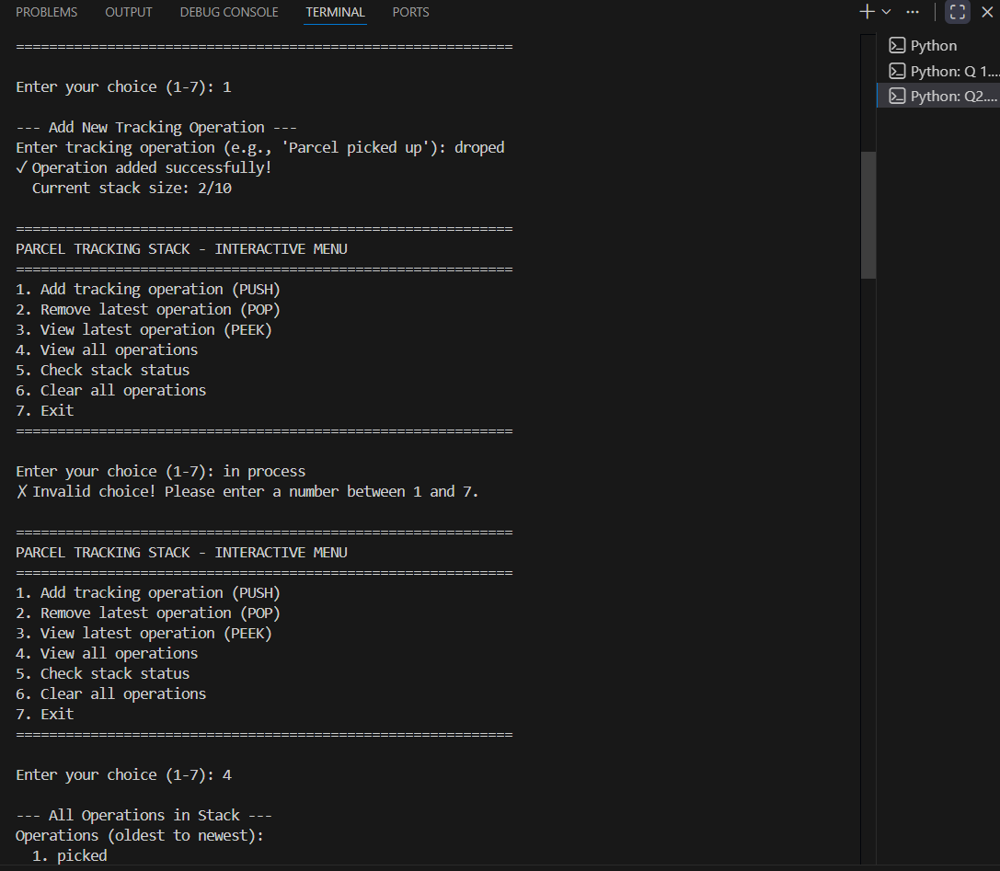 PROBLEMS OUTPUT DEBUG CONSOLE TERMINAL PORTS
============================================================
Enter your choice (1-7): 1
--- Add New Tracking Operation ---
Enter tracking operation (e.g., 'Parcel picked up'): droped
✓ Operation added successfully!
Current stack size: 2/10
============================================================
PARCEL TRACKING STACK - INTERACTIVE MENU
============================================================
1. Add tracking operation (PUSH)
2. Remove latest operation (POP)
3. View latest operation (PEEK)
4. View all operations
5. Check stack status
6. Clear all operations
7. Exit
============================================================
Enter your choice (1-7): in process
✗ Invalid choice! Please enter a number between 1 and 7.
============================================================
PARCEL TRACKING STACK - INTERACTIVE MENU
============================================================
1. Add tracking operation (PUSH)
2. Remove latest operation (POP)
3. View latest operation (PEEK)
4. View all operations
5. Check stack status
6. Clear all operations
7. Exit
============================================================
Enter your choice (1-7): 4
--- All Operations in Stack ---
Operations (oldest to newest):
1. picked
Python
Python: Q 1....
Python: Q2....